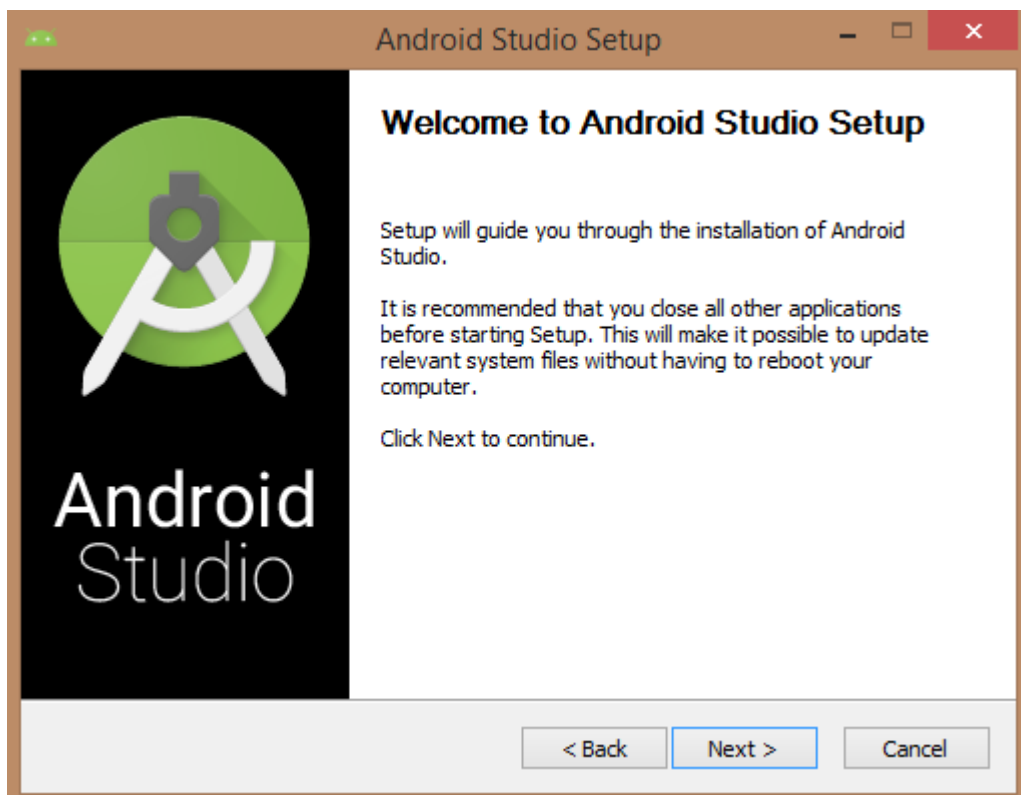 Android Studio Setup
Welcome to Android Studio Setup
Setup will guide you through the installation of Android
Studio.
It is recommended that you close all other applications
before starting Setup. This will make it possible to update
relevant system files without having to reboot your
computer.
Click Next to continue.
Android
Studio
< Back
Next >
Cancel